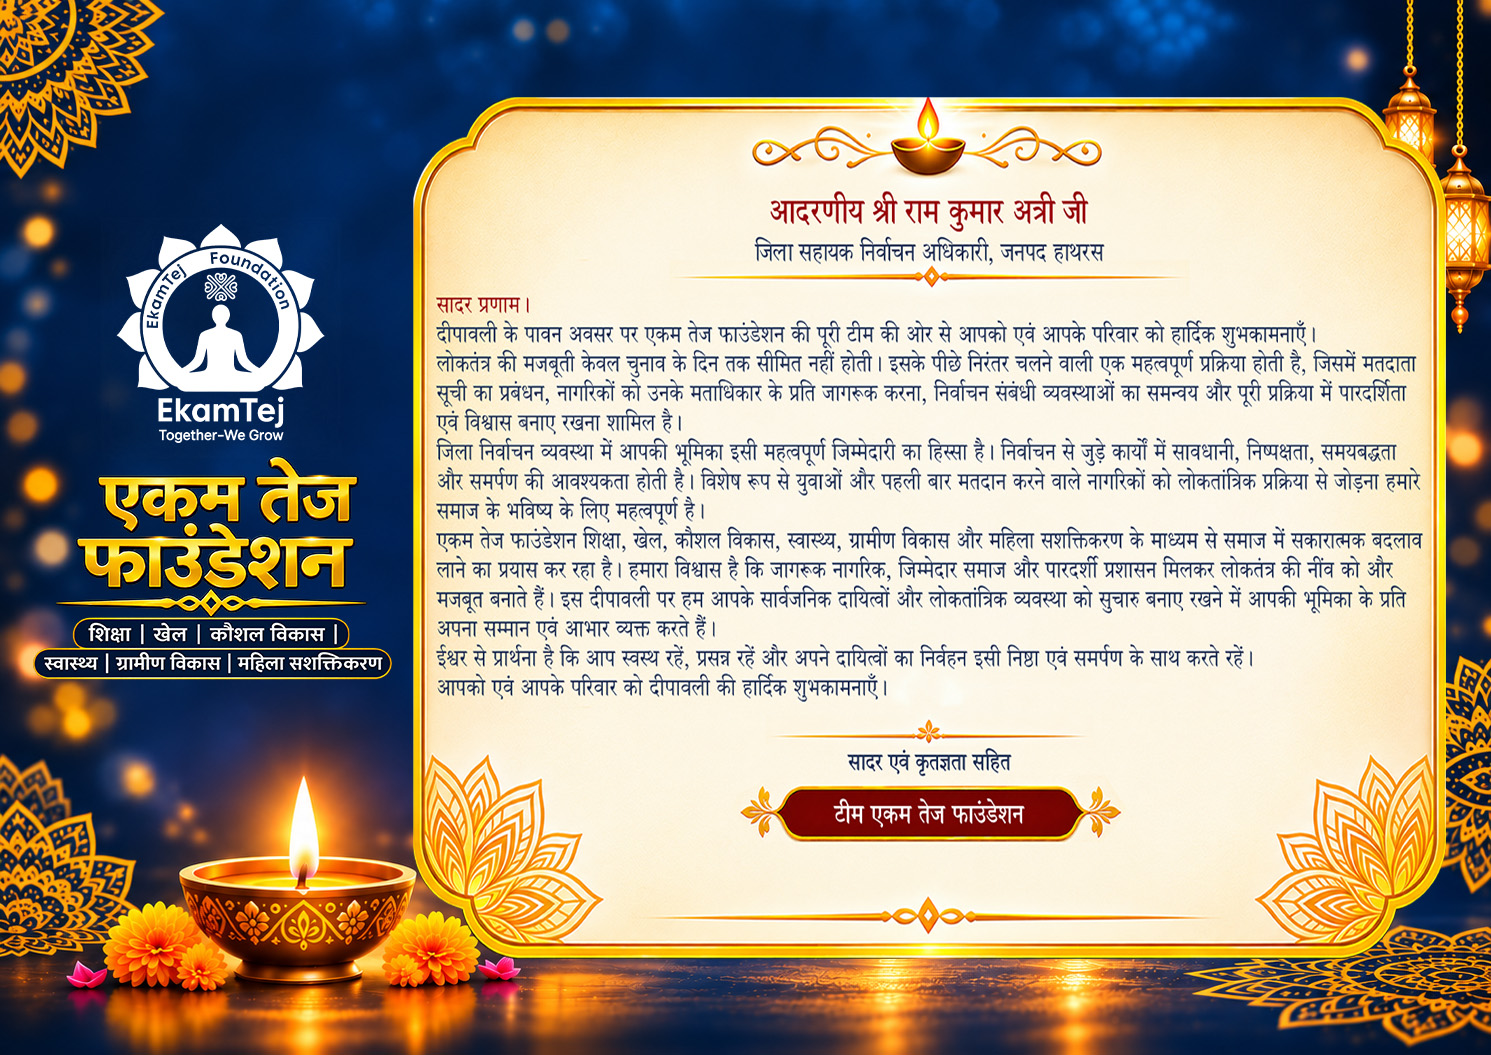 EkamTej Foundation
EkamTej
Together-We Grow
एकम तेज
फाउंडेशन
शिक्षा | खेल | कौशल विकास |
स्वास्थ्य | ग्रामीण विकास | महिला सशक्तिकरण
आदरणीय श्री राम कुमार अत्री जी
जिला सहायक निर्वाचन अधिकारी, जनपद हाथरस
सादर प्रणाम।
दीपावली के पावन अवसर पर एकम तेज फाउंडेशन की पूरी टीम की ओर से आपको एवं आपके परिवार को हार्दिक शुभकामनाएँ।
लोकतंत्र की मजबूती केवल चुनाव के दिन तक सीमित नहीं होती। इसके पीछे निरंतर चलने वाली एक महत्वपूर्ण प्रक्रिया होती है, जिसमें मतदाता
सूची का प्रबंधन, नागरिकों को उनके मताधिकार के प्रति जागरूक करना, निर्वाचन संबंधी व्यवस्थाओं का समन्वय और पूरी प्रक्रिया में पारदर्शिता
एवं विश्वास बनाए रखना शामिल है।
जिला निर्वाचन व्यवस्था में आपकी भूमिका इसी महत्वपूर्ण जिम्मेदारी का हिस्सा है। निर्वाचन से जुड़े कार्यों में सावधानी, निष्पक्षता, समयबद्धता
और समर्पण की आवश्यकता होती है। विशेष रूप से युवाओं और पहली बार मतदान करने वाले नागरिकों को लोकतांत्रिक प्रक्रिया से जोड़ना हमारे
समाज के भविष्य के लिए महत्वपूर्ण है।
एकम तेज फाउंडेशन शिक्षा, खेल, कौशल विकास, स्वास्थ्य, ग्रामीण विकास और महिला सशक्तिकरण के माध्यम से समाज में सकारात्मक बदलाव
लाने का प्रयास कर रहा है। हमारा विश्वास है कि जागरूक नागरिक, जिम्मेदार समाज और पारदर्शी प्रशासन मिलकर लोकतंत्र की नींव को और
मजबूत बनाते हैं। इस दीपावली पर हम आपके सार्वजनिक दायित्वों और लोकतांत्रिक व्यवस्था को सुचारु बनाए रखने में आपकी भूमिका के प्रति
अपना सम्मान एवं आभार व्यक्त करते हैं।
ईश्वर से प्रार्थना है कि आप स्वस्थ रहें, प्रसन्न रहें और अपने दायित्वों का निर्वहन इसी निष्ठा एवं समर्पण के साथ करते रहें।
आपको एवं आपके परिवार को दीपावली की हार्दिक शुभकामनाएँ।
सादर एवं कृतज्ञता सहित
टीम एकम तेज फाउंडेशन